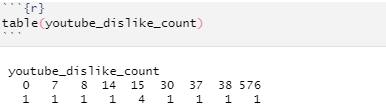 ```{r}
table(youtube_dislike_count)
```
youtube_dislike_count
0 7 8 14 15 30 37 38 576
1 1 1 1 4 1 1 1 1